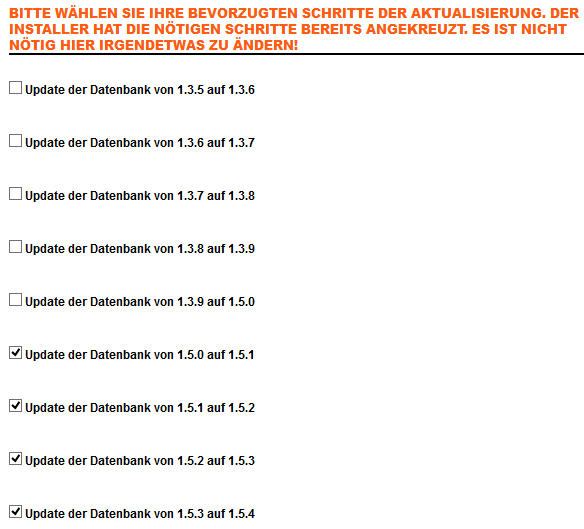 BITTE WÄHLEN SIE IHRE BEVORZUGTEN SCHRITTE DER AKTUALISIERUNG. DER
INSTALLER HAT DIE NÖTIGEN SCHRITTE BEREITS ANGEKREUZT. ES IST NICHT
NÖTIG HIER IRGENDETWAS ZU ÄNDERN!
Update der Datenbank von 1.3.5 auf 1.3.6
Update der Datenbank von 1.3.6 auf 1.3.7
Update der Datenbank von 1.3.7 auf 1.3.8
Update der Datenbank von 1.3.8 auf 1.3.9
Update der Datenbank von 1.3.9 auf 1.5.0
Update der Datenbank von 1.5.0 auf 1.5.1
Update der Datenbank von 1.5.1 auf 1.5.2
Update der Datenbank von 1.5.2 auf 1.5.3
Update der Datenbank von 1.5.3 auf 1.5.4